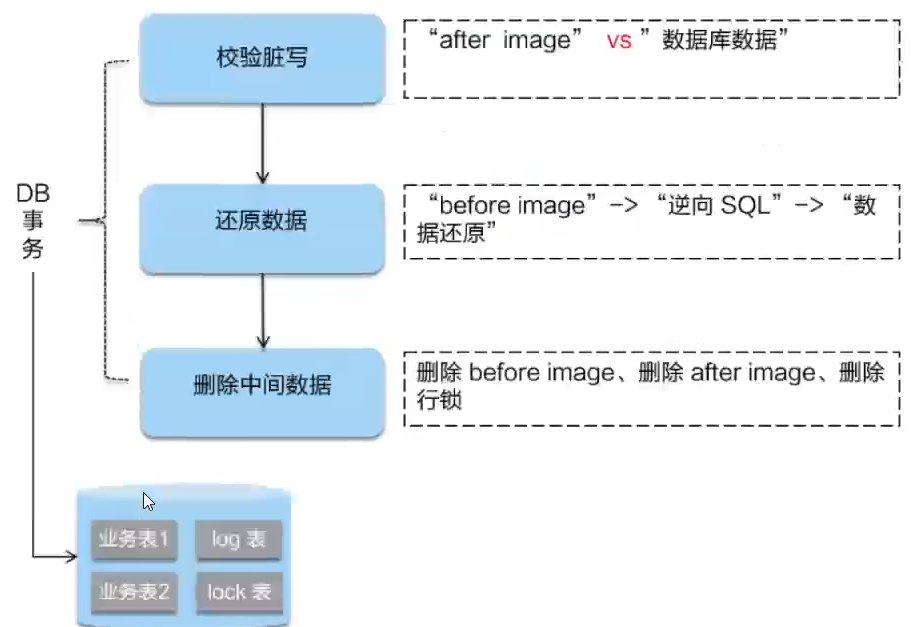 校验脏写
“after image” vs ”数据库数据”
DB
事
务
还原数据
“before image”–> “逆向 SQL”–> “数
据还原”
删除中间数据
删除 before image、删除 after image、删除
行锁
业务表1
log 表
业务表2
lock 表